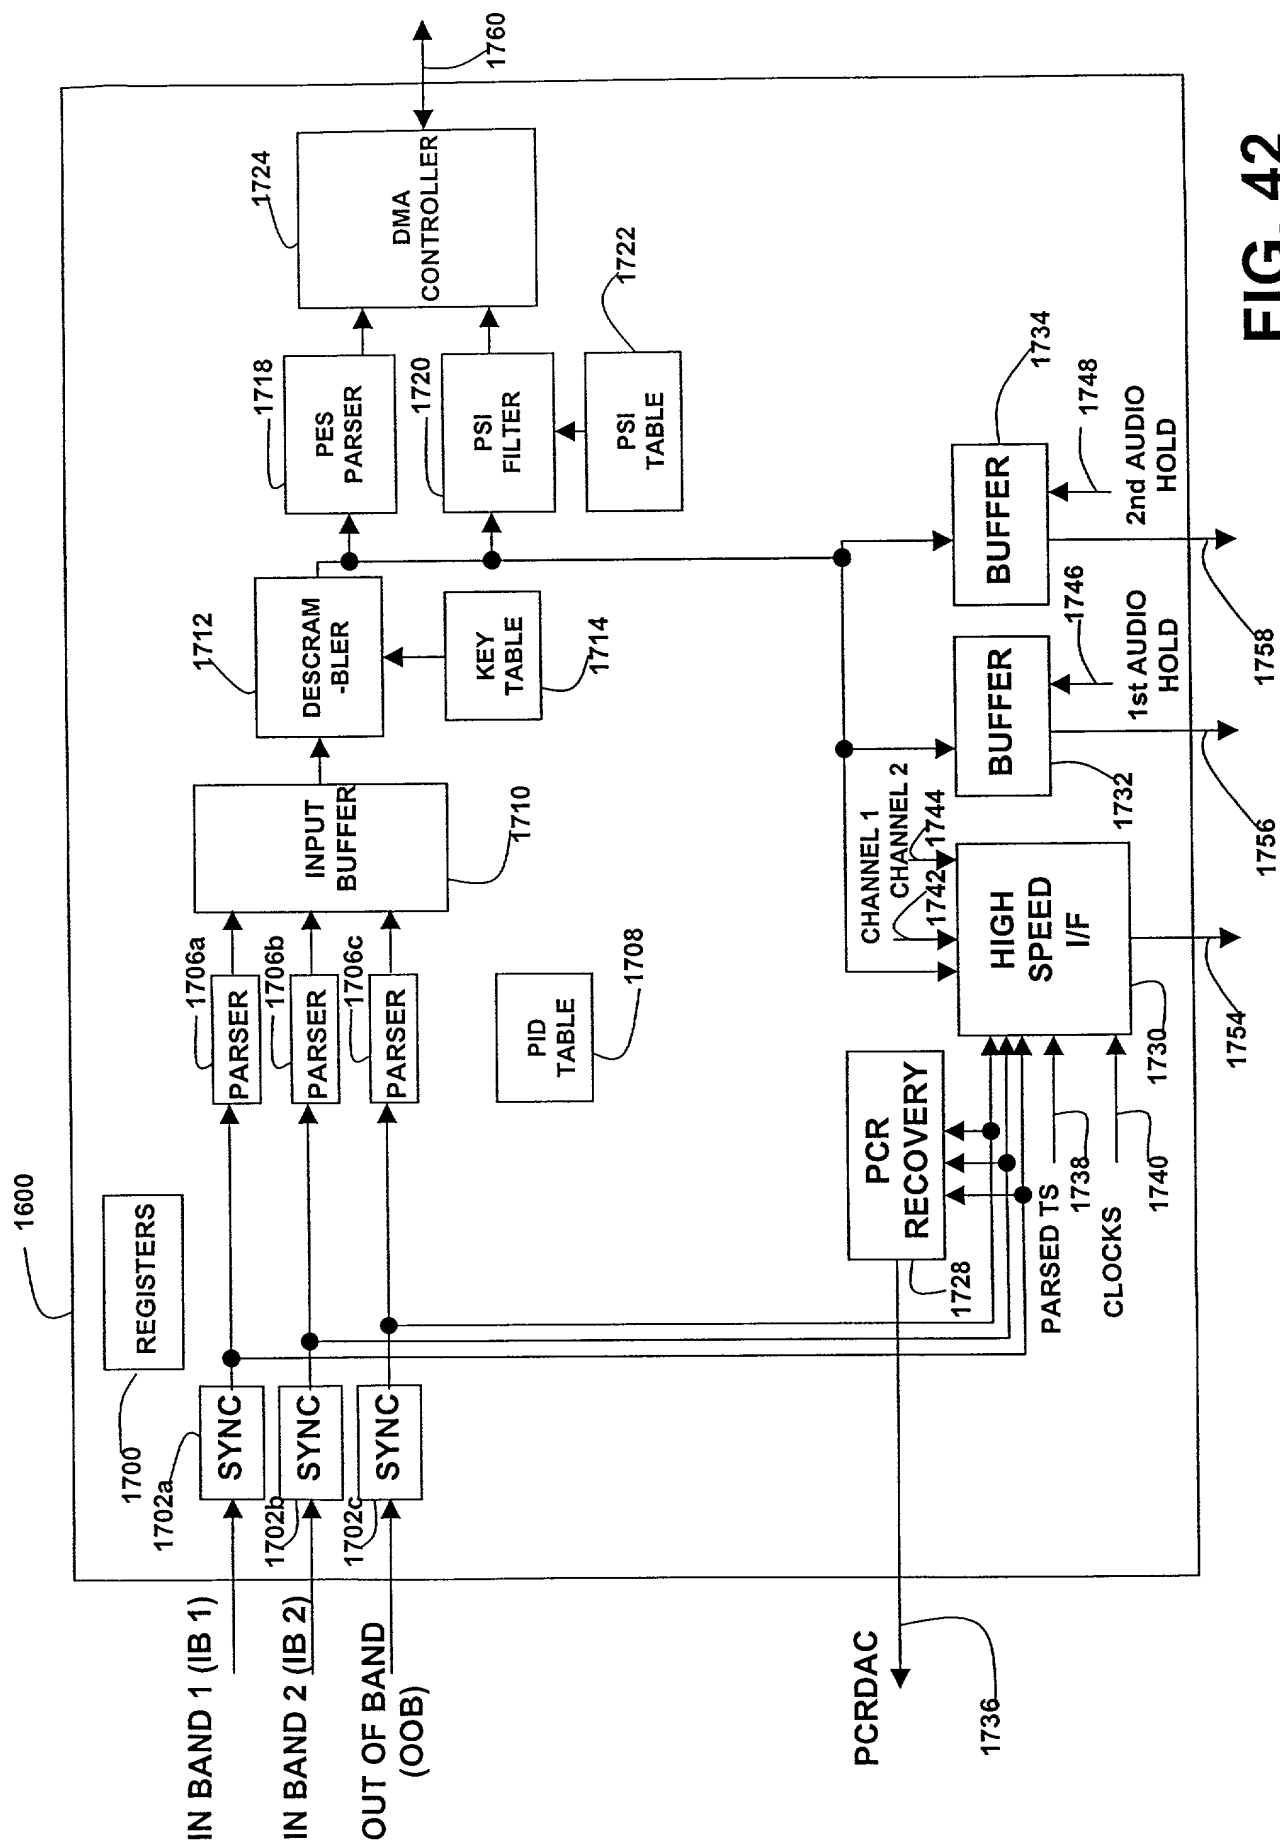 1600
REGISTERS
1700
IN BAND 1 (IB 1)
1702a
SYNC
1706a
PARSER
IN BAND 2 (IB 2)
1702b
SYNC
1706b
PARSER
OUT OF BAND
(OOB)
1702c
SYNC
1706c
PARSER
INPUT
BUFFER
1710
PID
TABLE
1708
1712
DESCRAM
-BLER
KEY
TABLE
1714
1718
PES
PARSER
1720
PSI
FILTER
PSI
TABLE
1722
1724
DMA
CONTROLLER
1760
PCRDAC
1736
PCR
RECOVERY
1728
PARSED TS
1738
CLOCKS
1740
CHANNEL 1
1742
CHANNEL 2
1744
HIGH
SPEED
I/F
1730
1754
BUFFER
1732
1746
1st AUDIO
HOLD
1756
BUFFER
1734
1748
2nd AUDIO
HOLD
1758
FIG. 42